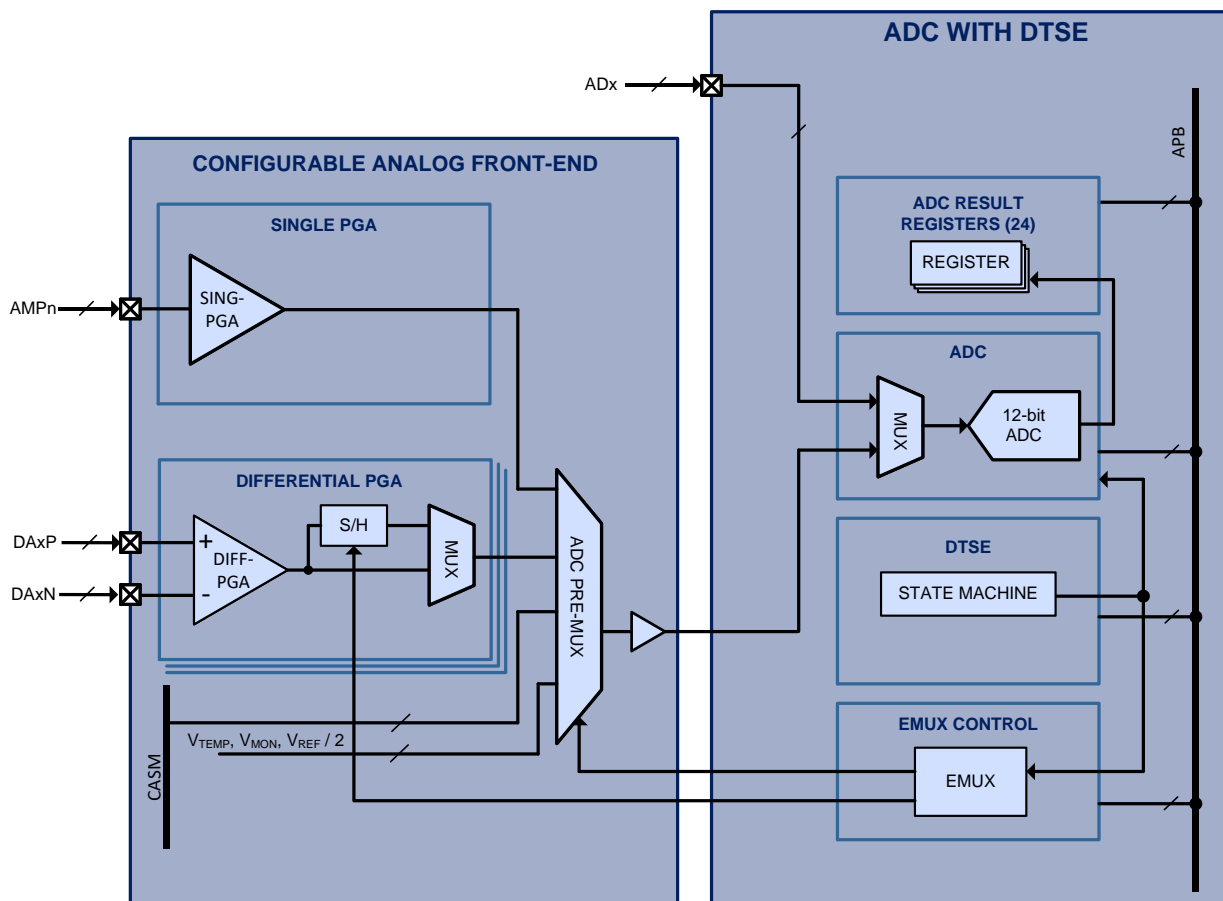 ADC WITH DTSE
ADx
APB
CONFIGURABLE ANALOG FRONT-END
SINGLE PGA
SING-
PGA
AMPn
ADC RESULT
REGISTERS (24)
REGISTER
ADC
MUX
12-bit
ADC
DIFFERENTIAL PGA
S/H
MUX
DAxP
+
DIFF-
PGA
-
DAxN
ADC PRE-MUX
DTSE
STATE MACHINE
VTEMP, VMON, VREF / 2
CASM
EMUX CONTROL
EMUX